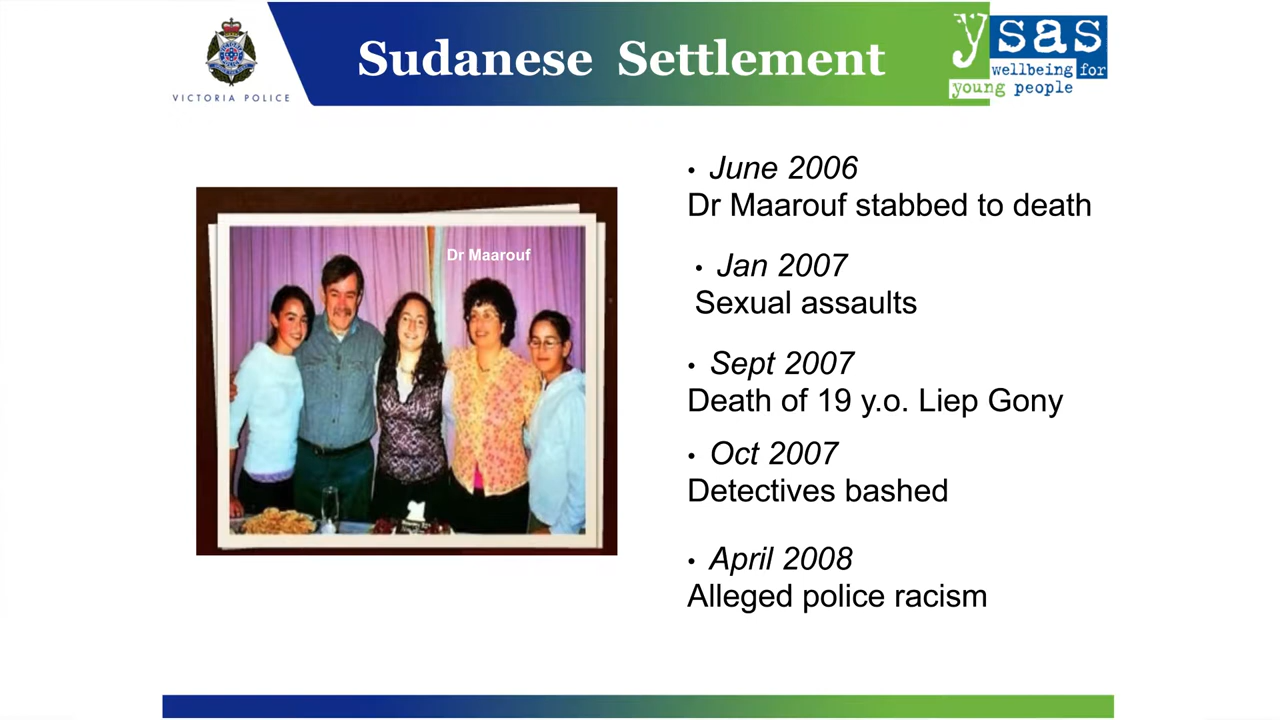 VICTORIA POLICE
Sudanese Settlement
ysas
wellbeing for
young people
Dr Maarouf
• June 2006
Dr Maarouf stabbed to death
• Jan 2007
Sexual assaults
• Sept 2007
Death of 19 y.o. Liep Gony
• Oct 2007
Detectives bashed
• April 2008
Alleged police racism